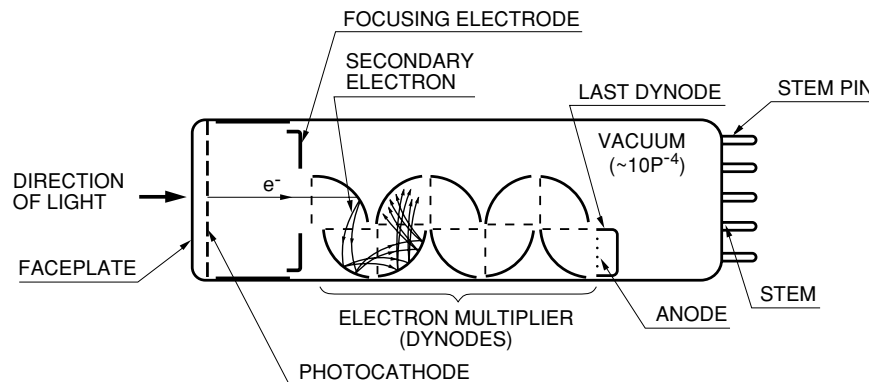 FOCUSING ELECTRODE
SECONDARY
ELECTRON
LAST DYNODE
STEM PIN
VACUUM
(~10P-4)
DIRECTION
OF LIGHT
e-
FACEPLATE
STEM
ANODE
ELECTRON MULTIPLIER
(DYNODES)
PHOTOCATHODE